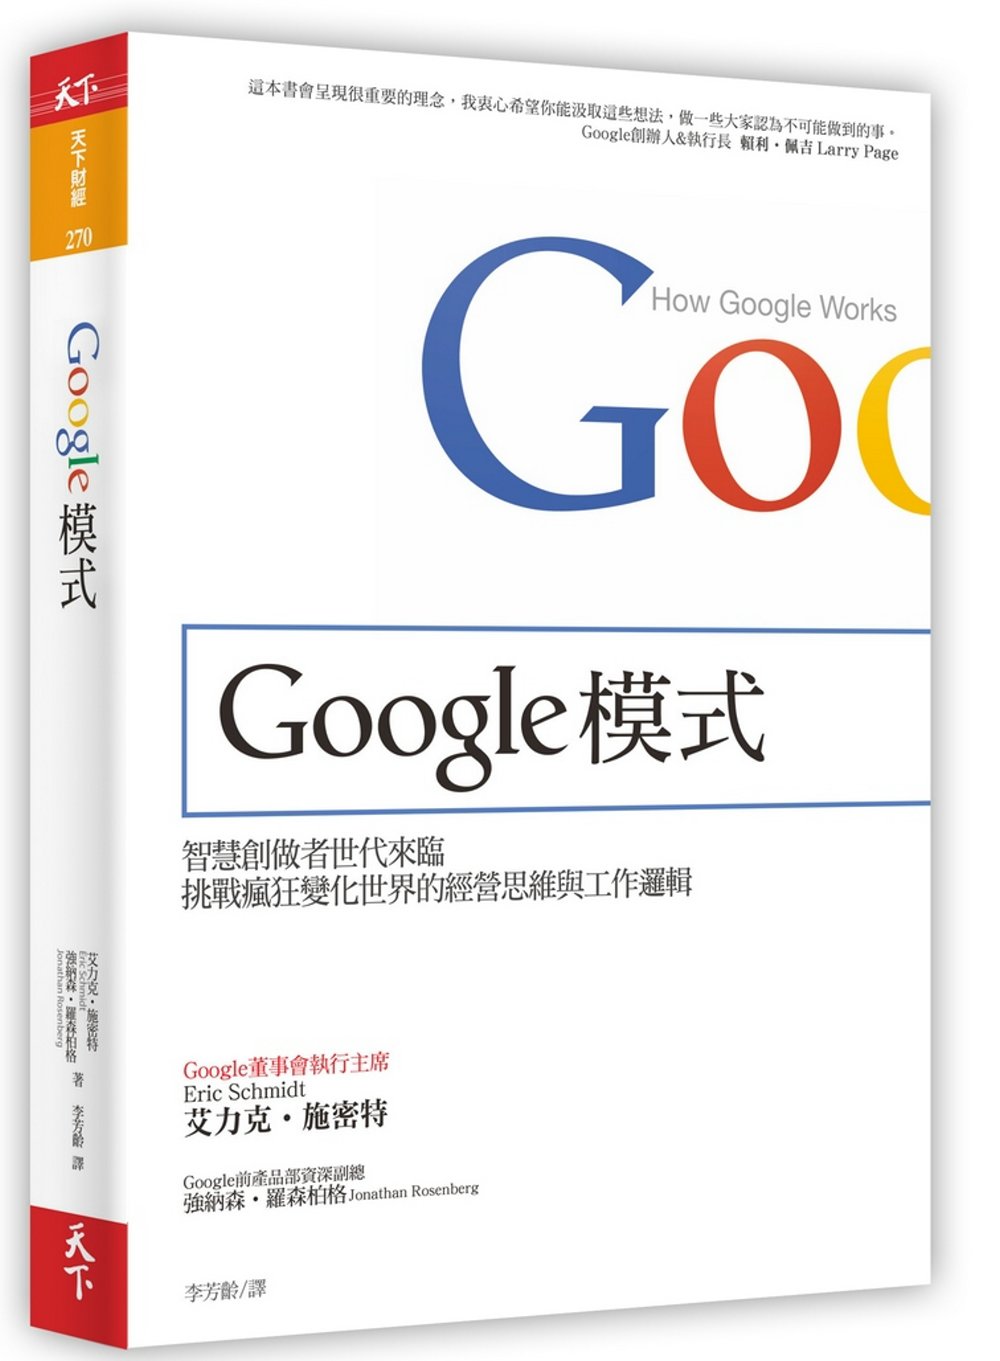 這本書會呈現很重要的理念，我衷心希望你能汲取這些想法，做一些大家認為不可能做到的事。
Google創辦人&執行長 賴利・佩吉 Larry Page
How Google Works
Goo
Google模式
智慧創做者世代來臨
挑戰瘋狂變化世界的經營思維與工作邏輯
Google董事會執行主席
Eric Schmidt
艾力克・施密特
Google前產品部資深副總
強納森・羅森柏格 Jonathan Rosenberg
李芳齡/譯
天下
天下財經
270
Google模式
艾力克・施密特
Eric Schmidt
強納森・羅森柏格
Jonathan Rosenberg
著
李芳齡 譯
天下